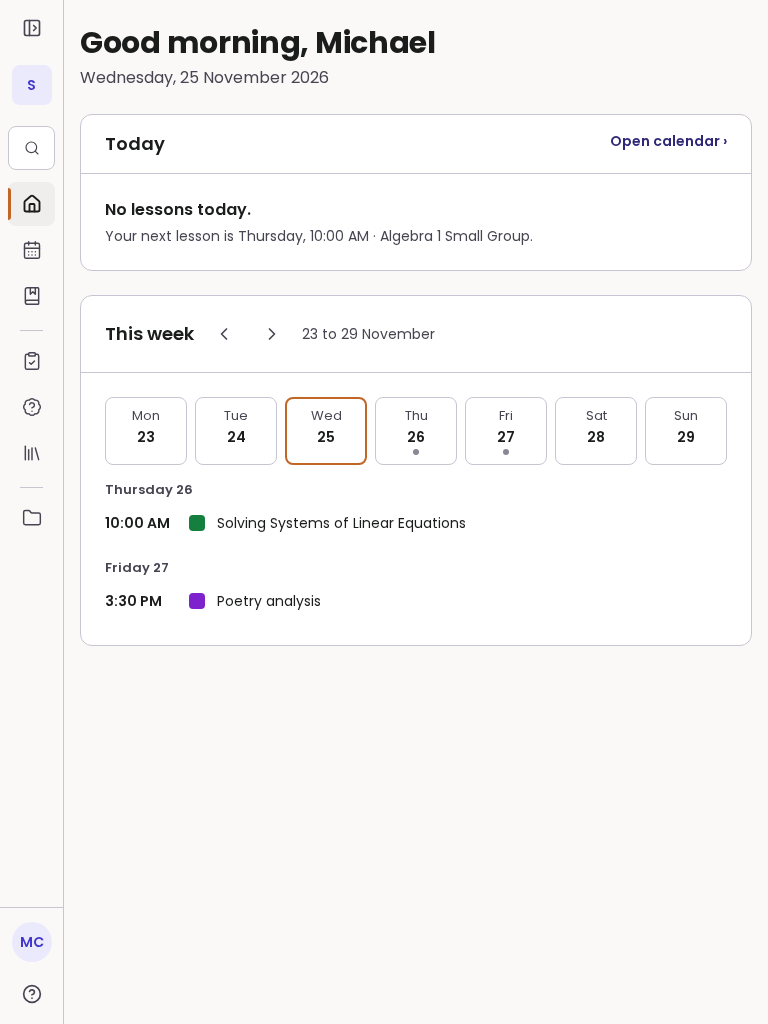 S
Good morning, Michael
Wednesday, 25 November 2026
Today
Open calendar ›
No lessons today.
Your next lesson is Thursday, 10:00 AM · Algebra 1 Small Group.
This week
23 to 29 November
Mon Tue Wed Thu Fri Sat Sun
23 24 25 26 27 28 29
Thursday 26
10:00 AM Solving Systems of Linear Equations
Friday 27
3:30 PM Poetry analysis
MC